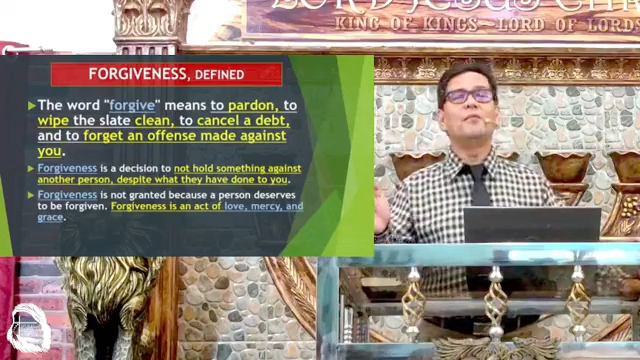 LORD JESUS CHRIST
KING OF KINGS - LORD OF LORDS
FORGIVENESS, DEFINED
The word "forgive" means to pardon, to
wipe the slate clean, to cancel a debt,
and to forget an offense made against
you.
Forgiveness is a decision to not hold something against
another person, despite what they have done to you.
Forgiveness is not granted because a person deserves
to be forgiven. Forgiveness is an act of love, mercy, and
grace.